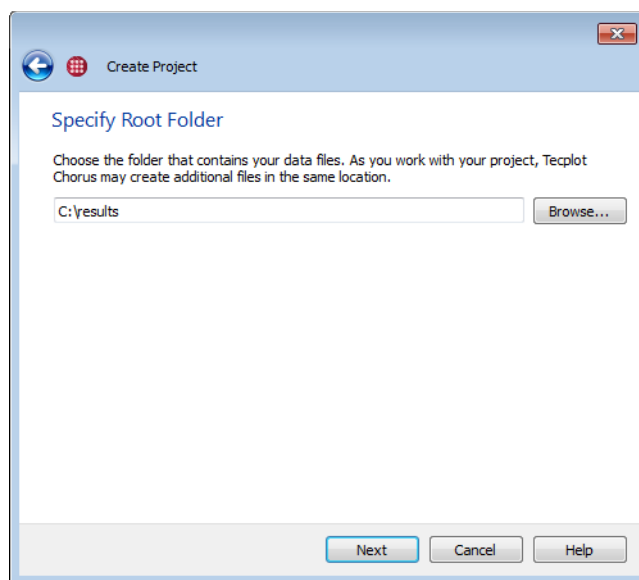 Create Project
Specify Root Folder
Choose the folder that contains your data files. As you work with your project, Tecplot
Chorus may create additional files in the same location.
C:\results
Browse...
Next
Cancel
Help